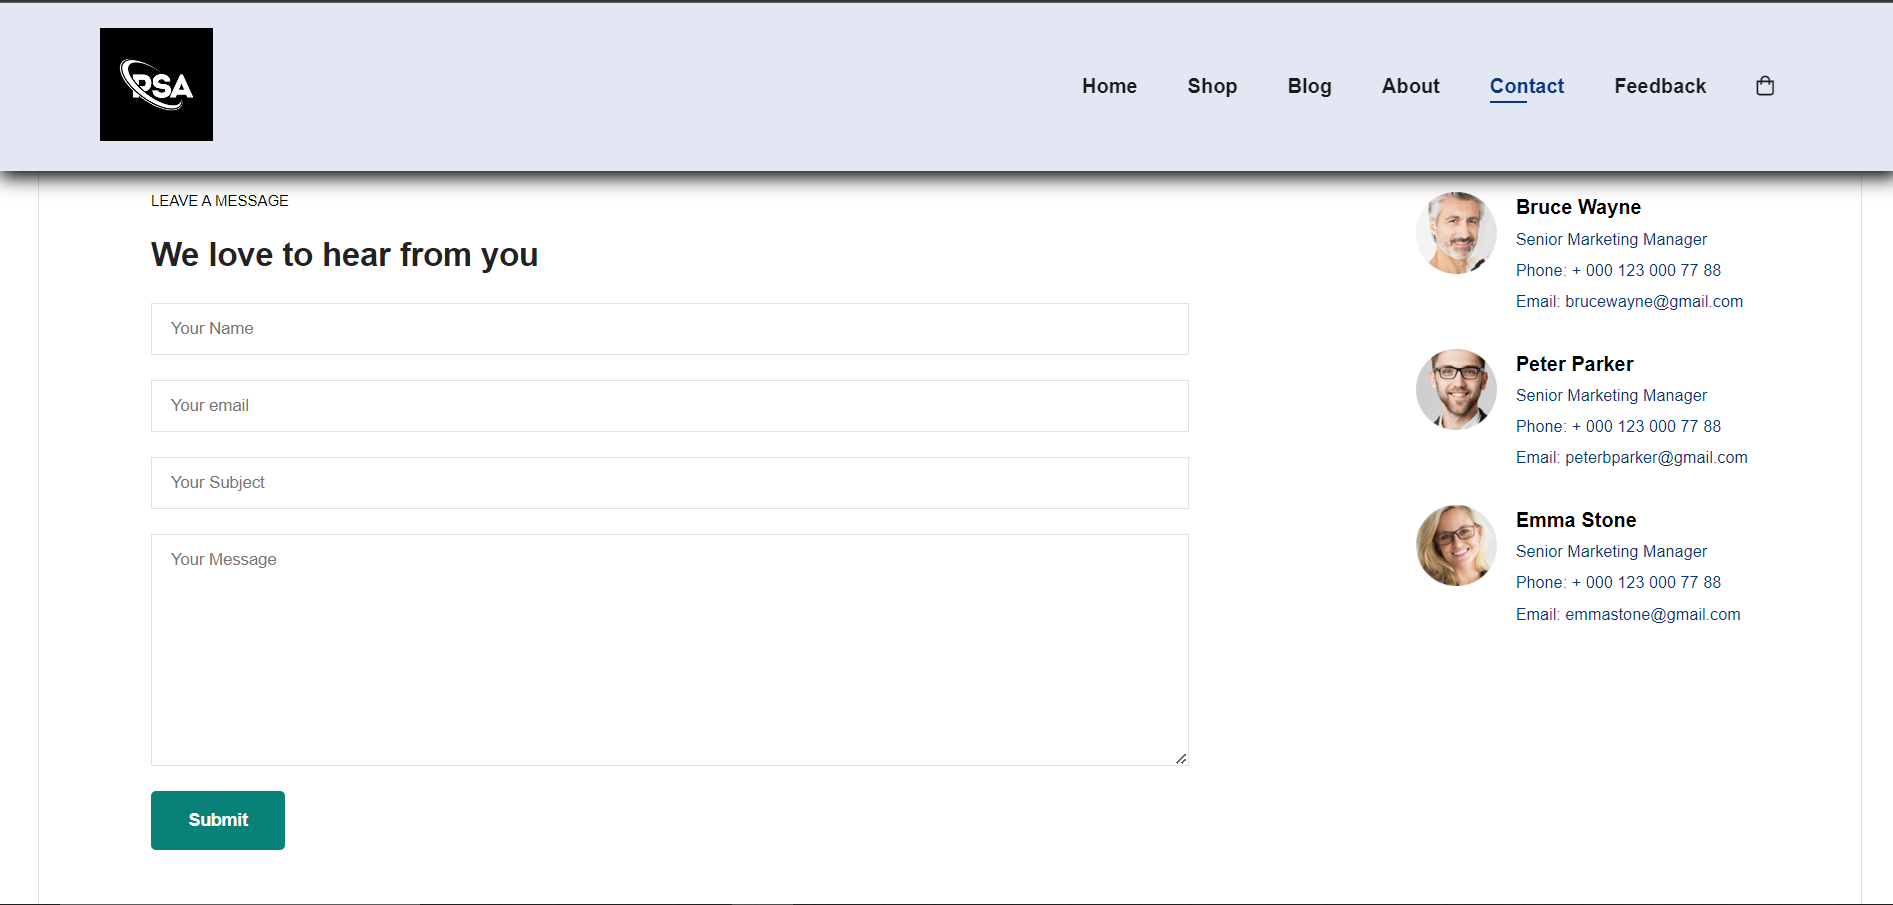 RSA
Home Shop Blog About Contact Feedback
LEAVE A MESSAGE
We love to hear from you
Your Name
Your email
Your Subject
Your Message
Submit
Bruce Wayne
Senior Marketing Manager
Phone: + 000 123 000 77 88
Email: brucewayne@gmail.com
Peter Parker
Senior Marketing Manager
Phone: + 000 123 000 77 88
Email: peterbparker@gmail.com
Emma Stone
Senior Marketing Manager
Phone: + 000 123 000 77 88
Email: emmastone@gmail.com